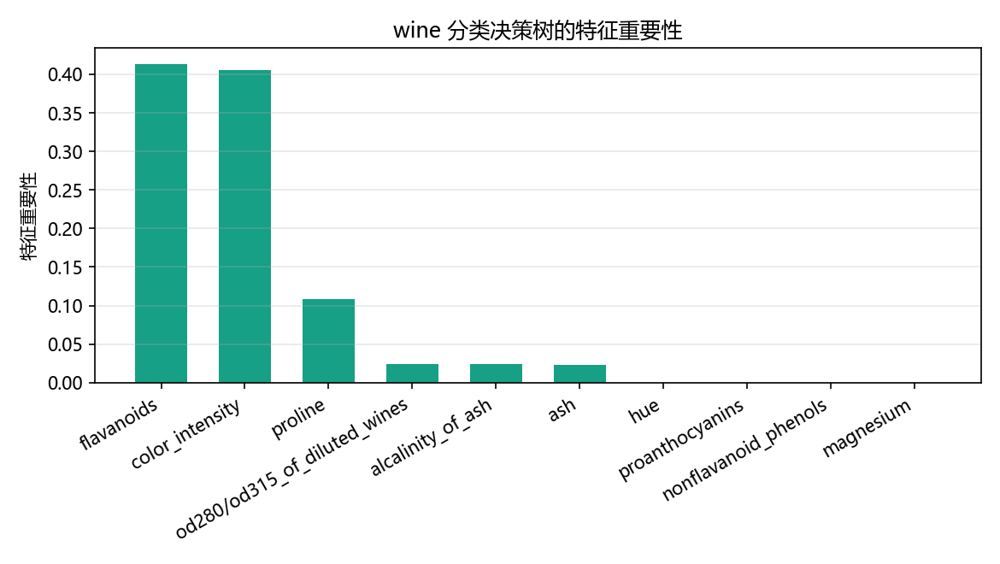 wine 分类决策树的特征重要性
特征重要性
0.40
0.35
0.30
0.25
0.20
0.15
0.10
0.05
0.00
flavanoids
color_intensity
proline
od280/od315_of_diluted_wines
alcalinity_of_ash
ash
hue
proanthocyanins
nonflavanoid_phenols
magnesium